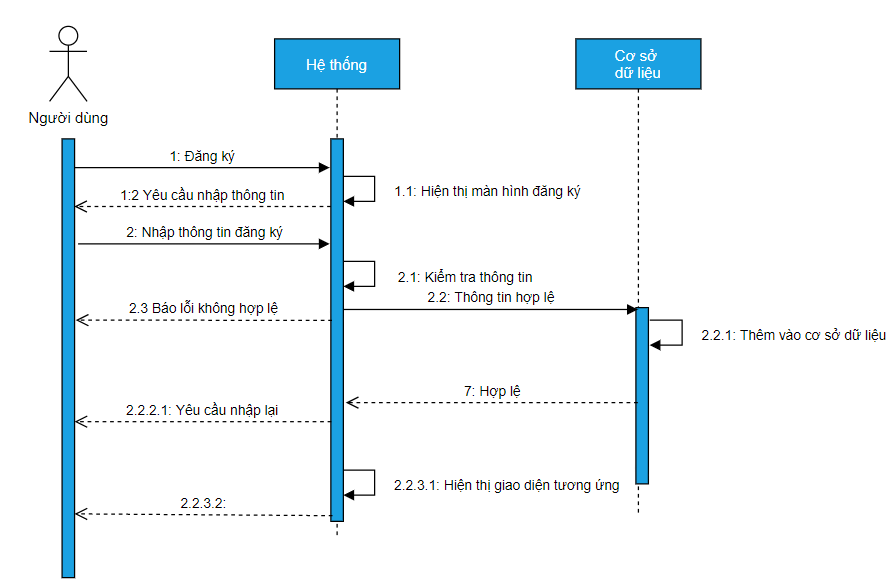 Hệ thống
Cơ sở
dữ liệu
Người dùng
1: Đăng ký
1.1: Hiện thị màn hình đăng ký
1:2 Yêu cầu nhập thông tin
2: Nhập thông tin đăng ký
2.1: Kiểm tra thông tin
2.2: Thông tin hợp lệ
2.3 Báo lỗi không hợp lệ
2.2.1: Thêm vào cơ sở dữ liệu
7: Hợp lệ
2.2.2.1: Yêu cầu nhập lại
2.2.3.1: Hiện thị giao diện tương ứng
2.2.3.2: